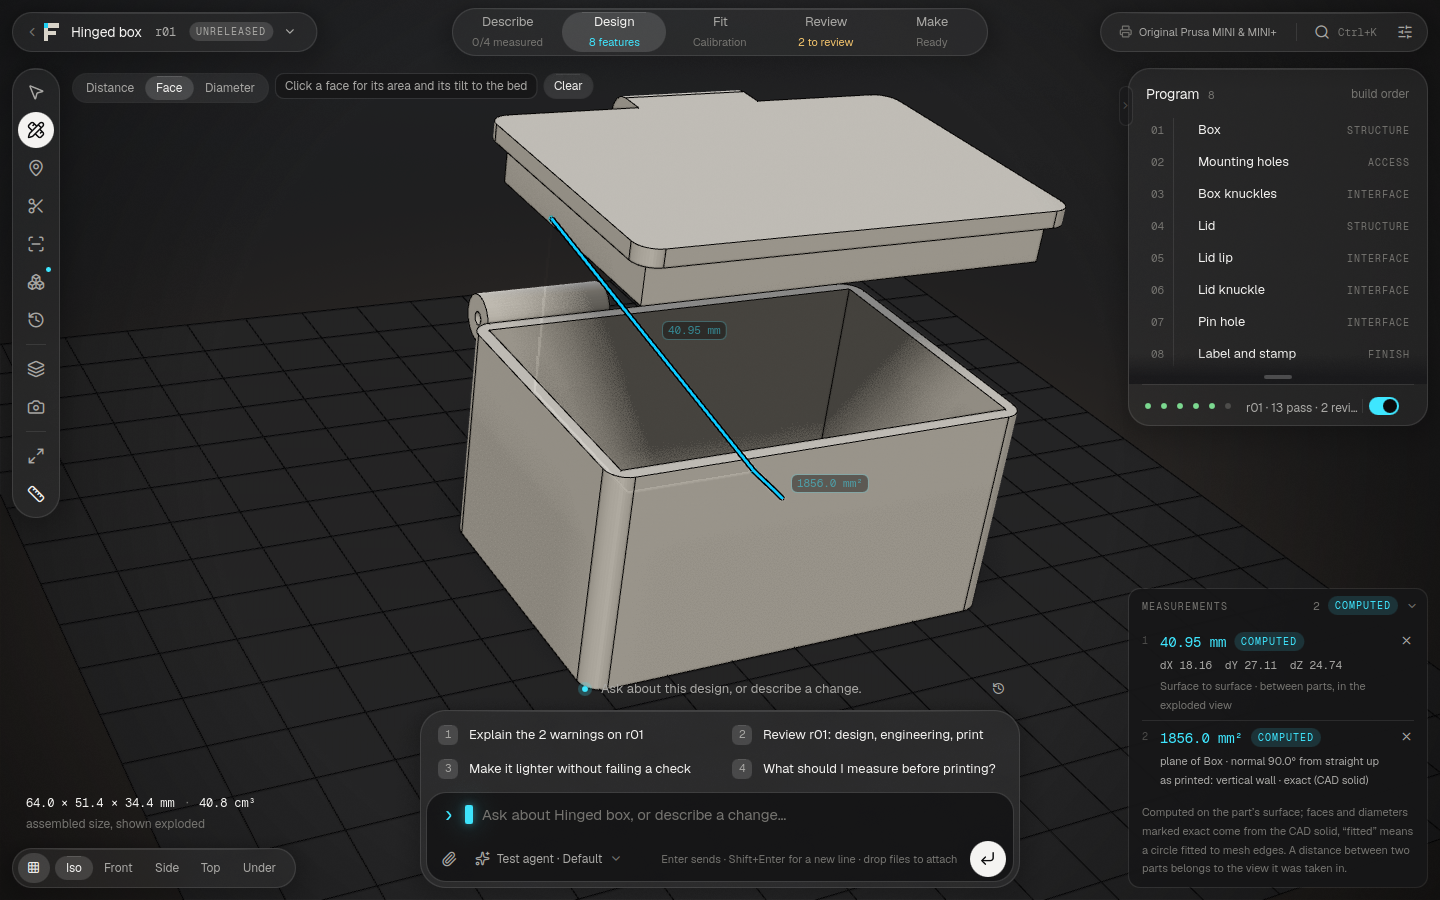 Hinged box r01 UNRELEASED
Describe
0/4 measured
Design
8 features
Fit
Calibration
Review
2 to review
Make
Ready
Original Prusa MINI & MINI+
Ctrl+K
Distance Face Diameter
Click a face for its area and its tilt to the bed
Clear
Program 8 build order
01 Box STRUCTURE
02 Mounting holes ACCESS
03 Box knuckles INTERFACE
04 Lid STRUCTURE
05 Lid lip INTERFACE
06 Lid knuckle INTERFACE
07 Pin hole INTERFACE
08 Label and stamp FINISH
r01 · 13 pass · 2 revi...
40.95 mm
1856.0 mm²
MEASUREMENTS 2 COMPUTED
1 40.95 mm COMPUTED
dX 18.16 dY 27.11 dZ 24.74
Surface to surface · between parts, in the
exploded view
2 1856.0 mm² COMPUTED
plane of Box · normal 90.0° from straight up
as printed: vertical wall · exact (CAD solid)
Computed on the part's surface; faces and diameters
marked exact come from the CAD solid, “fitted” means
a circle fitted to mesh edges. A distance between two
parts belongs to the view it was taken in.
Ask about this design, or describe a change.
1 Explain the 2 warnings on r01
2 Review r01: design, engineering, print
3 Make it lighter without failing a check
4 What should I measure before printing?
Ask about Hinged box, or describe a change...
Test agent · Default
Enter sends · Shift+Enter for a new line · drop files to attach
64.0 × 51.4 × 34.4 mm · 40.8 cm³
assembled size, shown exploded
Iso Front Side Top Under